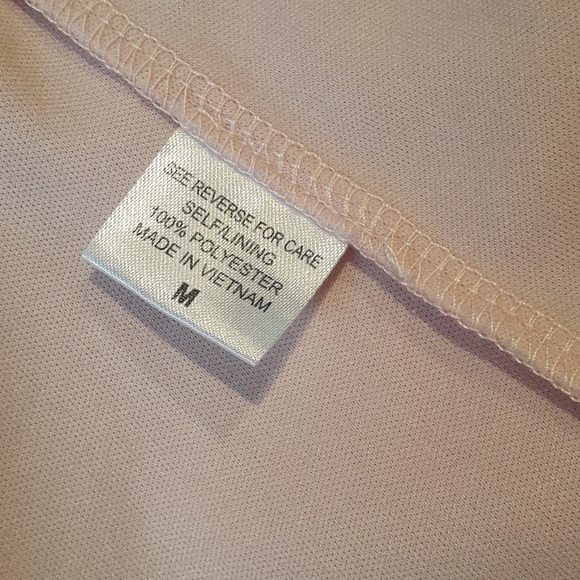 SEE REVERSE FOR CARE
SELF/LINING
100% POLYESTER
MADE IN VIETNAM
M